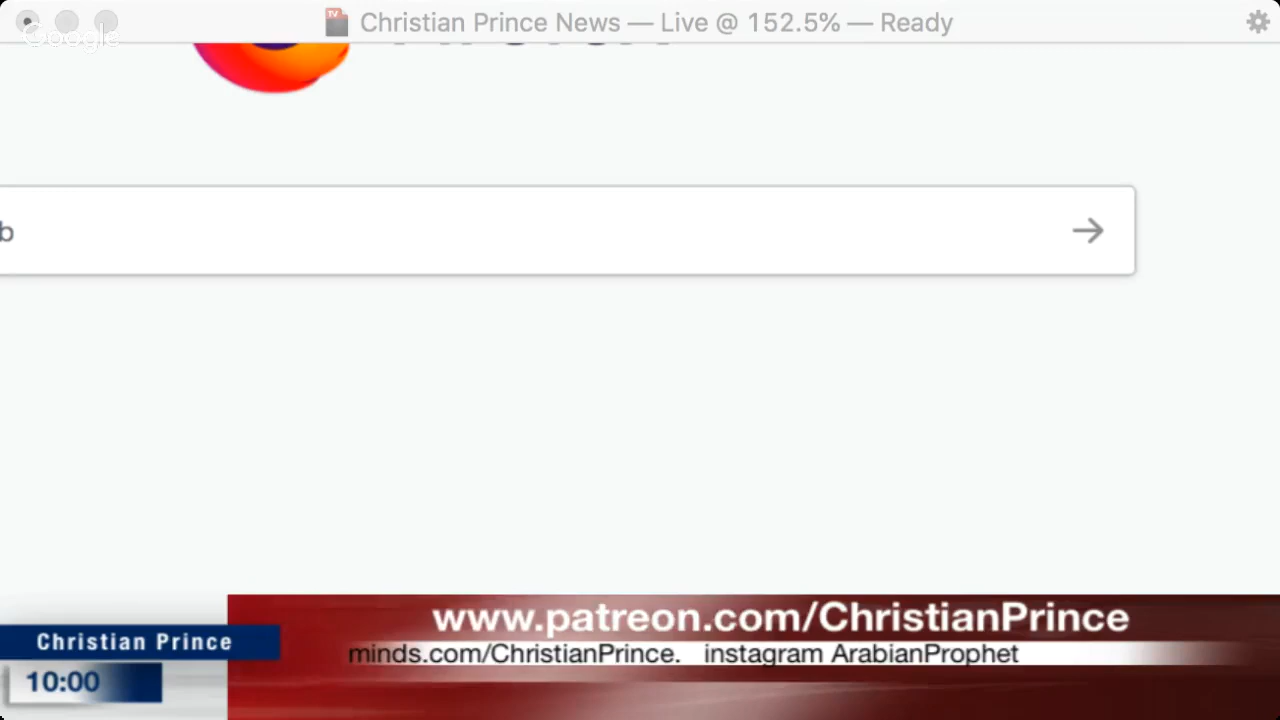 Christian Prince News — Live @ 152.5% — Ready
Google
b
www.patreon.com/ChristianPrince
Christian Prince
minds.com/ChristianPrince. instagram ArabianProphet
10:00